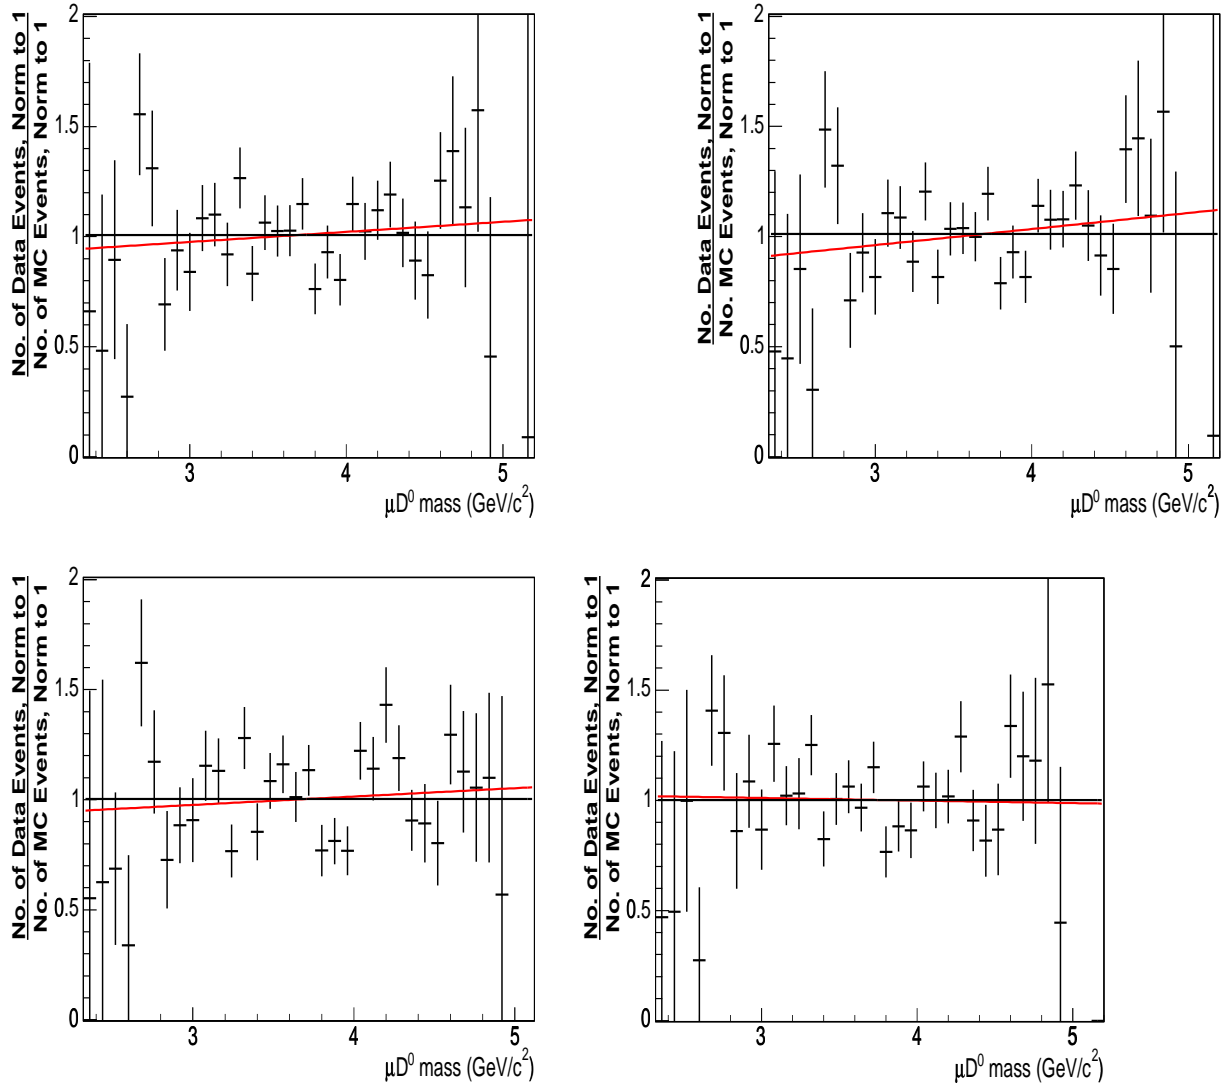 No. of Data Events, Norm to 1
No. of MC Events, Norm to 1
2
1.5
1
0.5
0
3 4 5
μD⁰ mass (GeV/c²)
No. Data Events, Norm to 1
No. MC Events, Norm to 1
2
1.5
1
0.5
0
3 4 5
μD⁰ mass (GeV/c²)
No. of Data Events, Norm to 1
No. of MC Events, Norm to 1
2
1.5
1
0.5
0
3 4 5
μD⁰ mass (GeV/c²)
No. of Data Events, Norm to 1
No. of MC Events, Norm to 1
2
1.5
1
0.5
0
3 4 5
μD⁰ mass (GeV/c²)